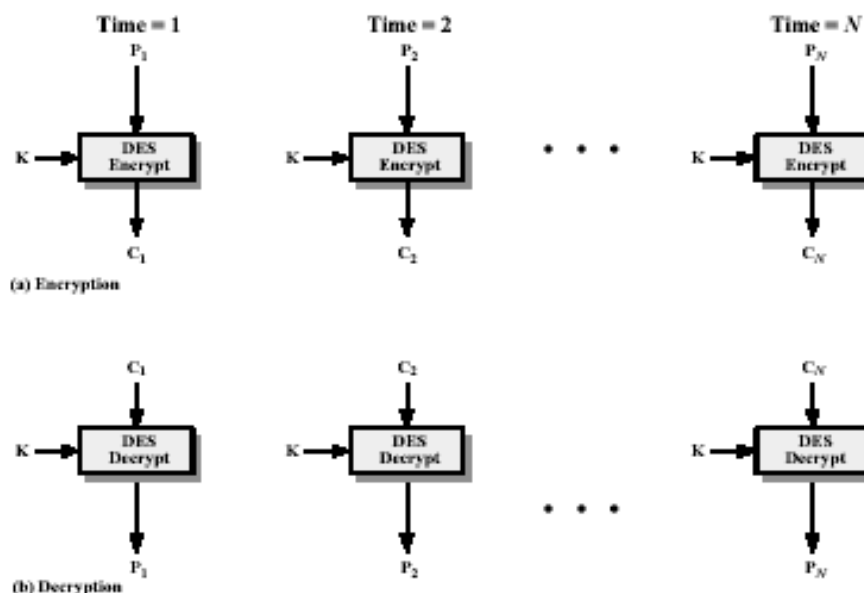 Time = 1 Time = 2 Time = N
P1 P2 PN
K DES Encrypt K DES Encrypt K DES Encrypt
C1 C2 CN
(a) Encryption
C1 C2 CN
K DES Decrypt K DES Decrypt K DES Decrypt
P1 P2 PN
(b) Decryption